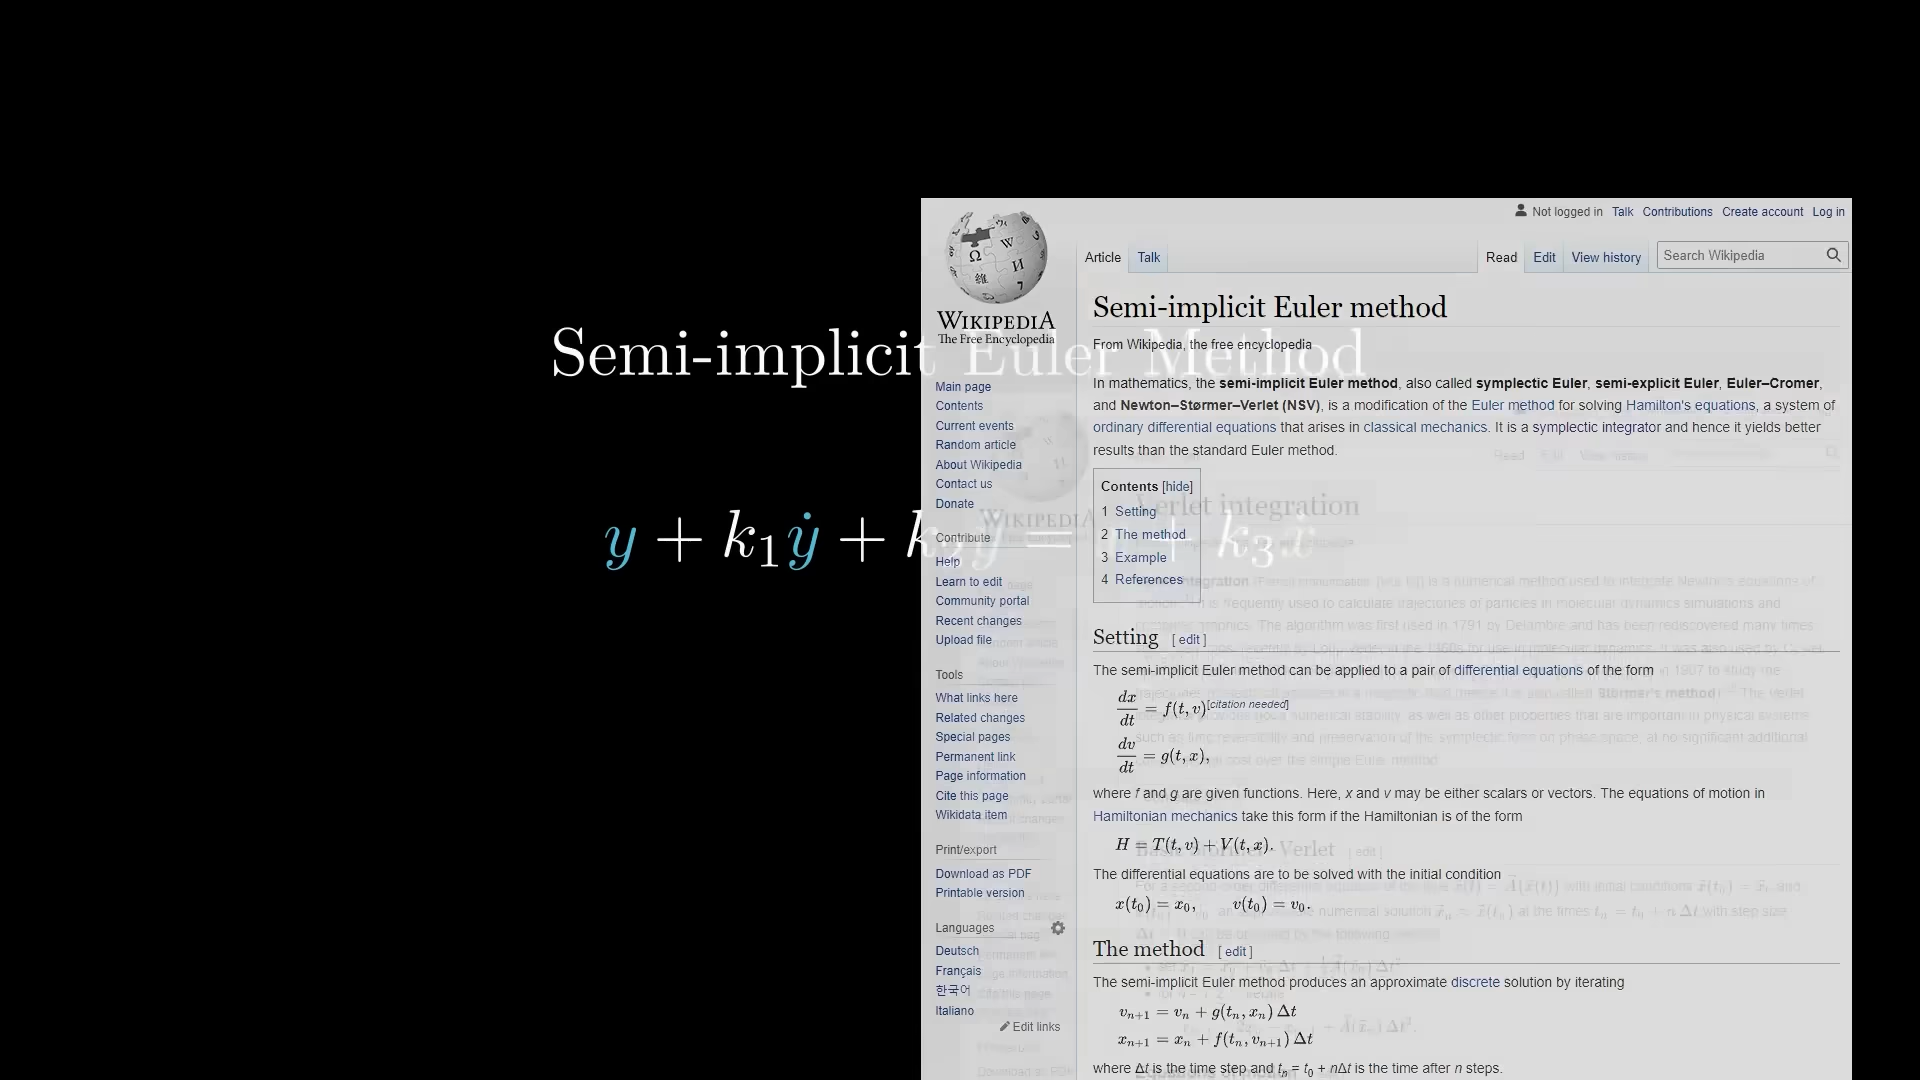 Semi-implicit Euler Method
y + k₁ẏ + k₂ÿ = x + k₃ẋ
Not logged in Talk Contributions Create account Log in
Article Talk Read Edit View history Search Wikipedia
WIKIPEDIA
The Free Encyclopedia
Main page
Contents
Current events
Random article
About Wikipedia
Contact us
Donate
Contribute
Help
Learn to edit
Community portal
Recent changes
Upload file
Tools
What links here
Related changes
Special pages
Permanent link
Page information
Cite this page
Wikidata item
Print/export
Download as PDF
Printable version
Languages
Deutsch
Français
한국어
Italiano
Edit links
Semi-implicit Euler method
From Wikipedia, the free encyclopedia
In mathematics, the semi-implicit Euler method, also called symplectic Euler, semi-explicit Euler, Euler–Cromer,
and Newton–Størmer–Verlet (NSV), is a modification of the Euler method for solving Hamilton's equations, a system of
ordinary differential equations that arises in classical mechanics. It is a symplectic integrator and hence it yields better
results than the standard Euler method.
Contents [hide]
1 Setting
2 The method
3 Example
4 References
Setting [ edit ]
The semi-implicit Euler method can be applied to a pair of differential equations of the form
dx/dt = f(t, v)[citation needed]
dv/dt = g(t, x),
where f and g are given functions. Here, x and v may be either scalars or vectors. The equations of motion in
Hamiltonian mechanics take this form if the Hamiltonian is of the form
H = T(t, v) + V(t, x).
The differential equations are to be solved with the initial condition
x(t₀) = x₀, v(t₀) = v₀.
The method [ edit ]
The semi-implicit Euler method produces an approximate discrete solution by iterating
vₙ₊₁ = vₙ + g(tₙ, xₙ) Δt
xₙ₊₁ = xₙ + f(tₙ, vₙ₊₁) Δt
where Δt is the time step and tₙ = t₀ + nΔt is the time after n steps.
Verlet integration